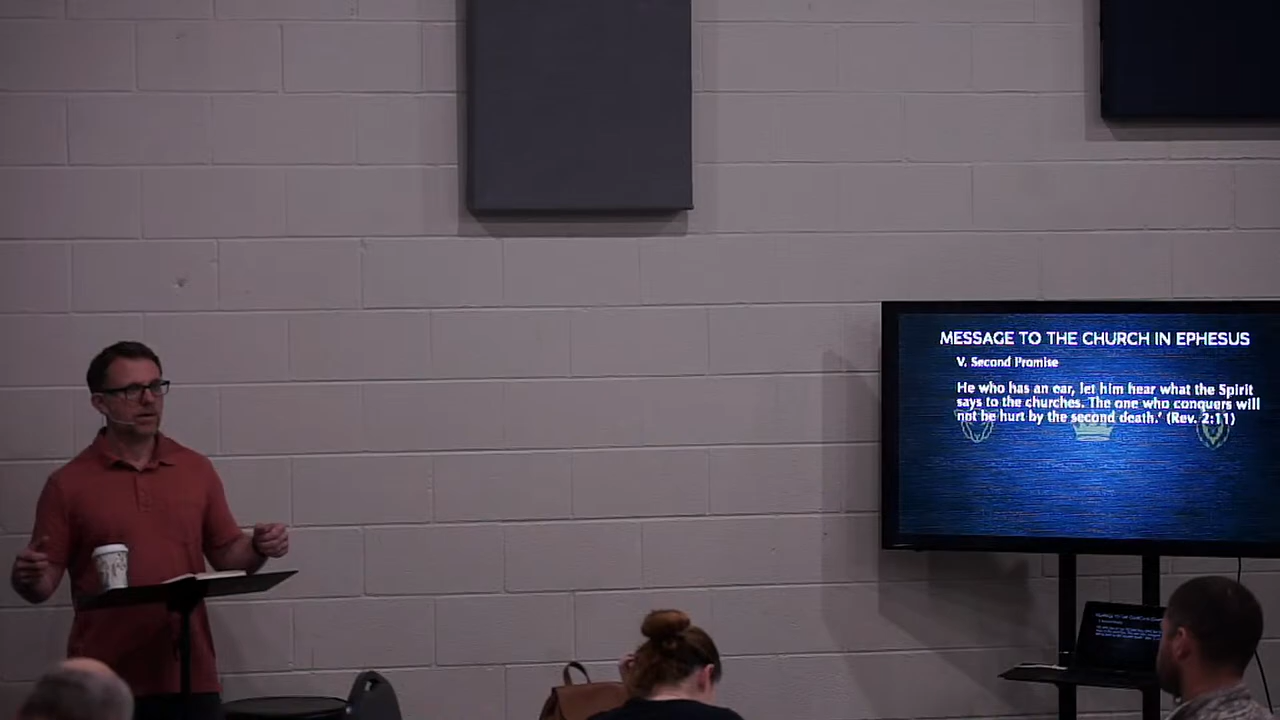 MESSAGE TO THE CHURCH IN EPHESUS
V. Second Promise
He who has an ear, let him hear what the Spirit
says to the churches. The one who conquers will
not be hurt by the second death.' (Rev. 2:11)